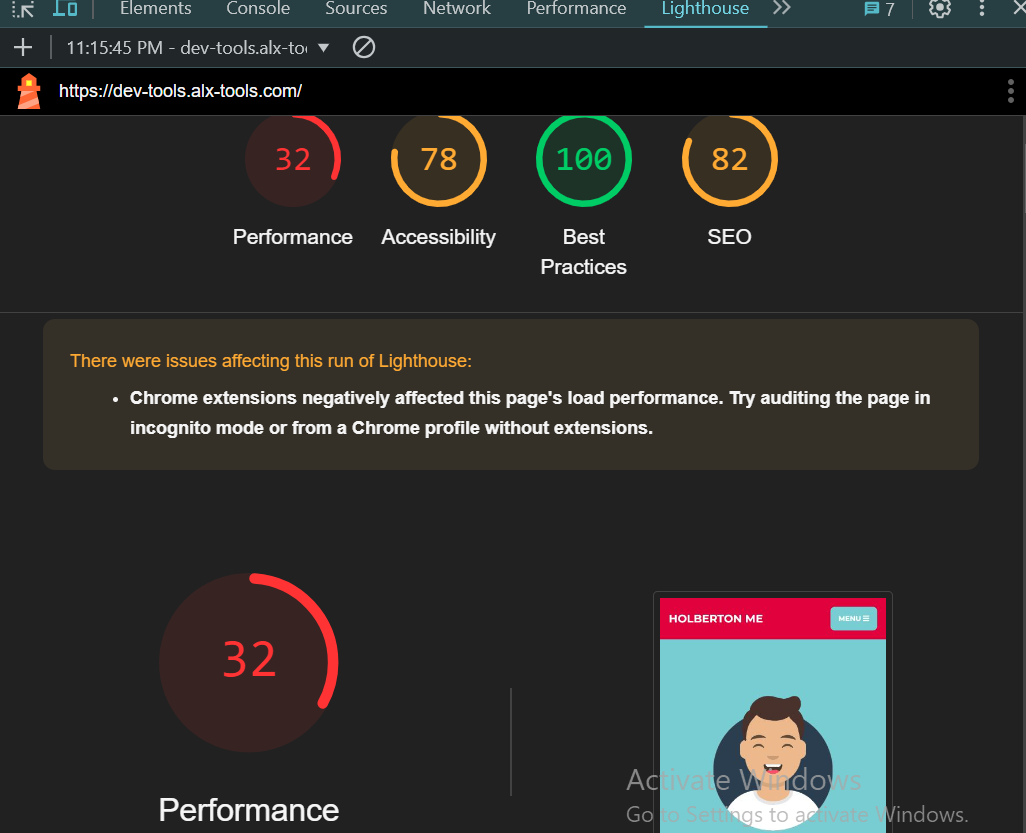 Elements Console Sources Network Performance Lighthouse 7
11:15:45 PM - dev-tools.alx-to
https://dev-tools.alx-tools.com/
32 78 100 82
Performance Accessibility Best Practices SEO
There were issues affecting this run of Lighthouse:
• Chrome extensions negatively affected this page's load performance. Try auditing the page in
incognito mode or from a Chrome profile without extensions.
32
HOLBERTON ME MENU
Performance
Activate Windows
Go to Settings to activate Windows.